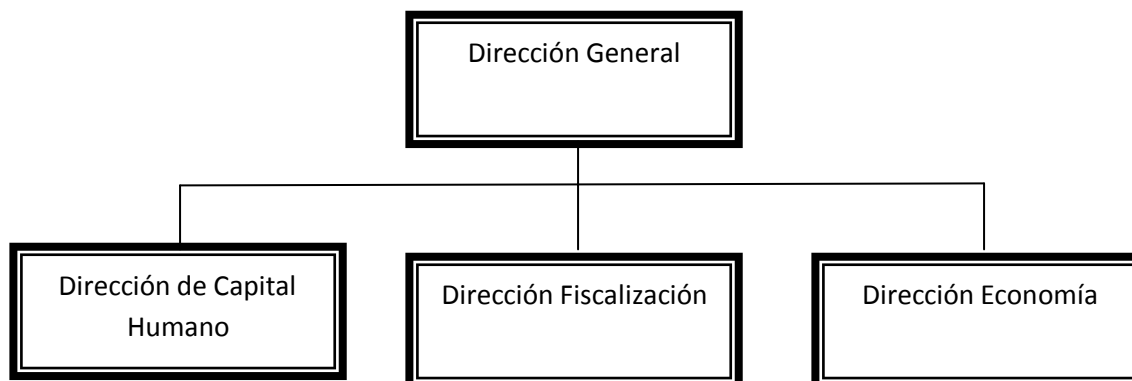 Dirección General
Dirección de Capital
Humano
Dirección Fiscalización
Dirección Economía